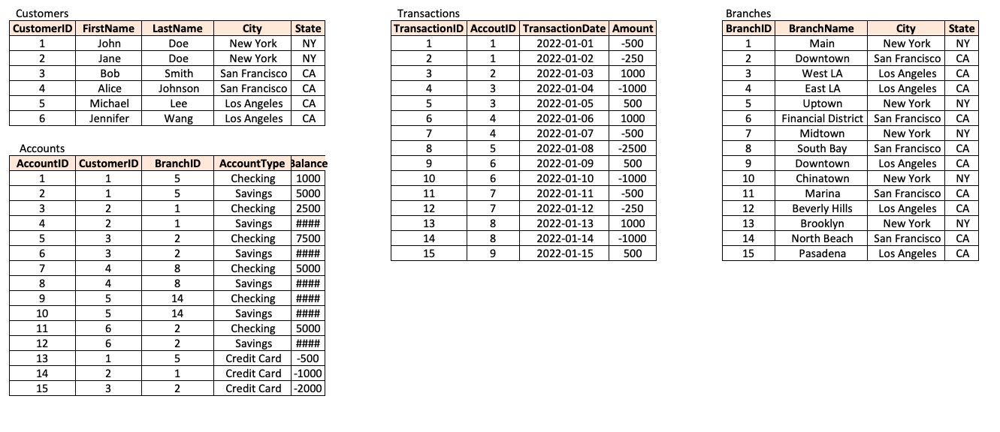 Customers
CustomerID FirstName LastName City State
1 John Doe New York NY
2 Jane Doe New York NY
3 Bob Smith San Francisco CA
4 Alice Johnson San Francisco CA
5 Michael Lee Los Angeles CA
6 Jennifer Wang Los Angeles CA
Accounts
AccountID CustomerID BranchID AccountType Balance
1 1 5 Checking 1000
2 1 5 Savings 5000
3 2 1 Checking 2500
4 2 1 Savings ####
5 3 2 Checking 7500
6 3 2 Savings ####
7 4 8 Checking 5000
8 4 8 Savings ####
9 5 14 Checking ####
10 5 14 Savings ####
11 6 2 Checking 5000
12 6 2 Savings ####
13 1 5 Credit Card -500
14 2 1 Credit Card -1000
15 3 2 Credit Card -2000
Transactions
TransactionID AccoutID TransactionDate Amount
1 1 2022-01-01 -500
2 1 2022-01-02 -250
3 2 2022-01-03 1000
4 3 2022-01-04 -1000
5 3 2022-01-05 500
6 4 2022-01-06 1000
7 4 2022-01-07 -500
8 5 2022-01-08 -2500
9 6 2022-01-09 500
10 6 2022-01-10 -1000
11 7 2022-01-11 -500
12 7 2022-01-12 -250
13 8 2022-01-13 1000
14 8 2022-01-14 -1000
15 9 2022-01-15 500
Branches
BranchID BranchName City State
1 Main New York NY
2 Downtown San Francisco CA
3 West LA Los Angeles CA
4 East LA Los Angeles CA
5 Uptown New York NY
6 Financial District San Francisco CA
7 Midtown New York NY
8 South Bay San Francisco CA
9 Downtown Los Angeles CA
10 Chinatown New York NY
11 Marina San Francisco CA
12 Beverly Hills Los Angeles CA
13 Brooklyn New York NY
14 North Beach San Francisco CA
15 Pasadena Los Angeles CA